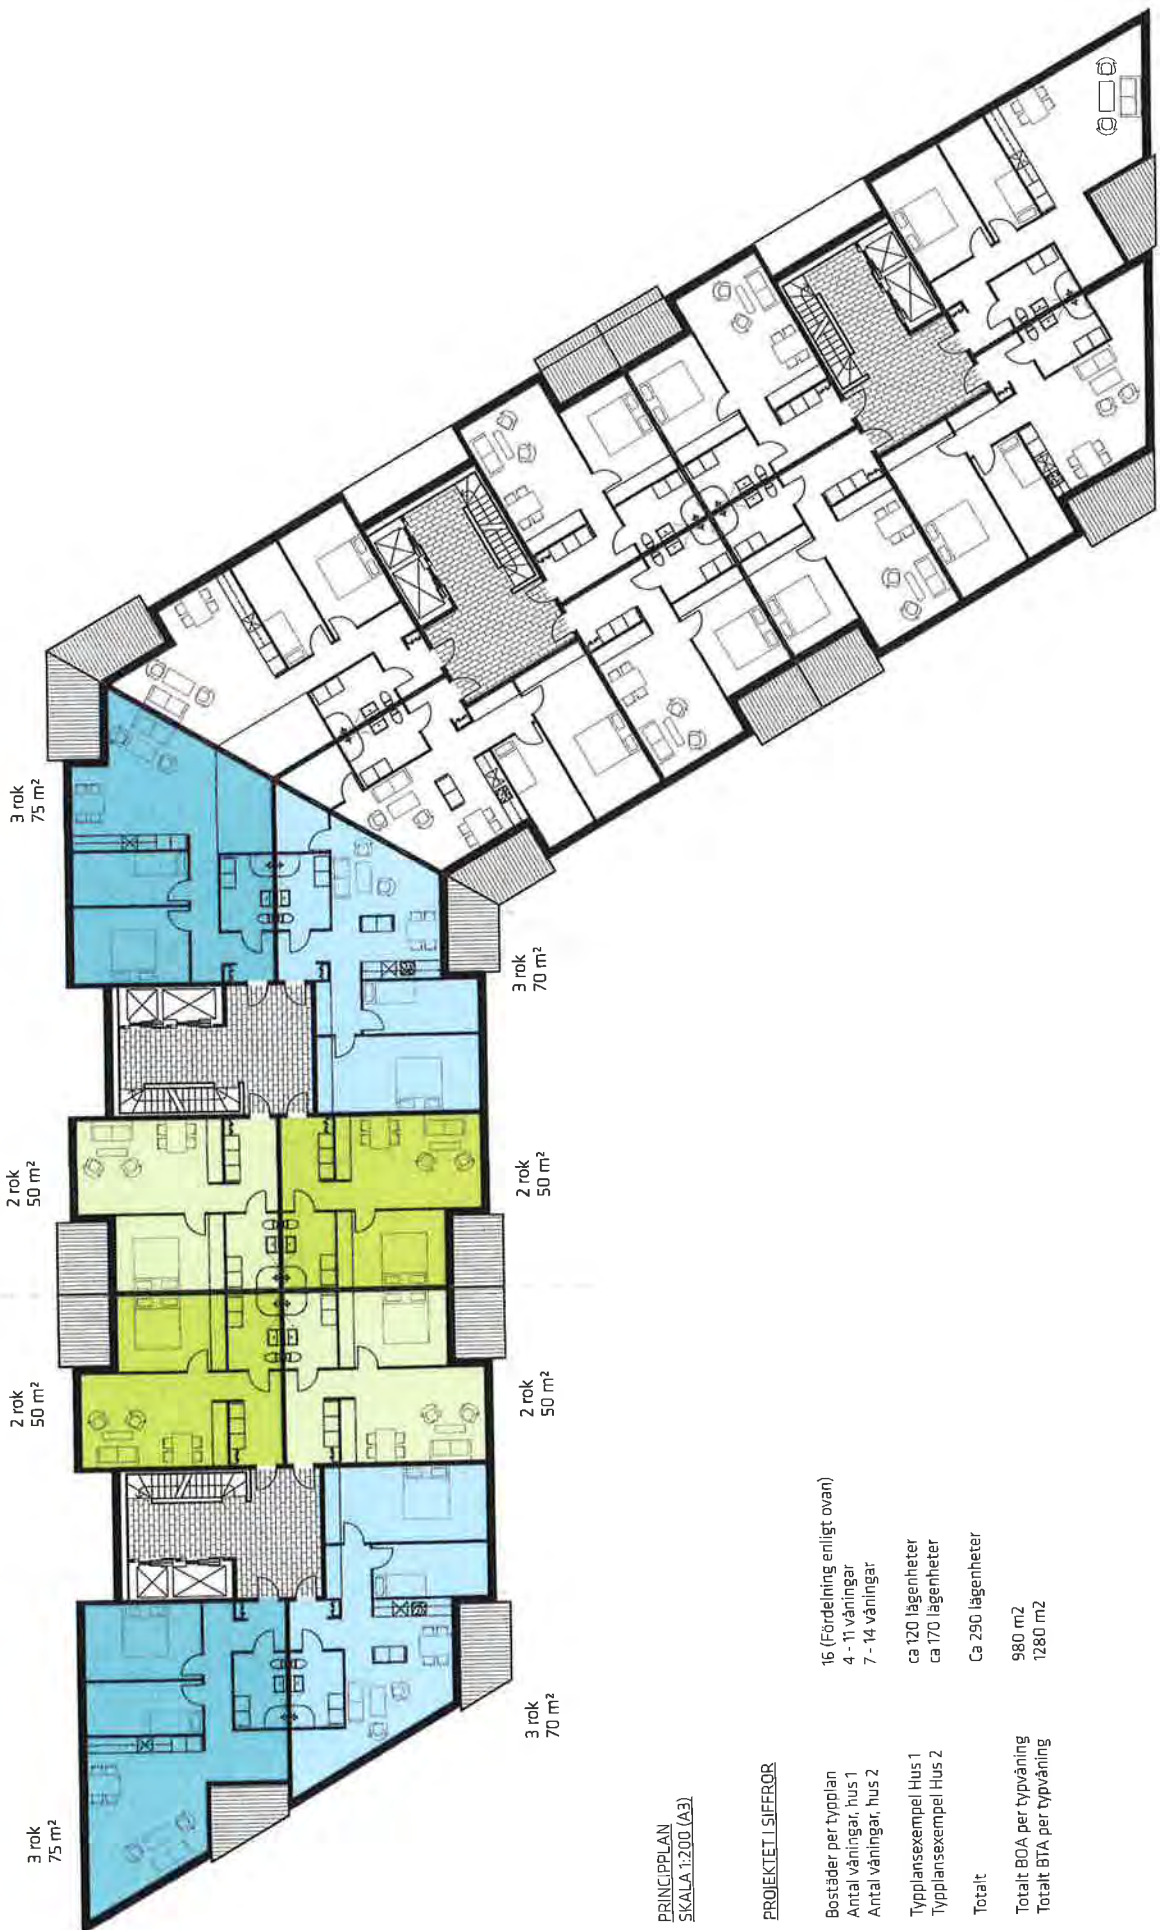 3 rok
75 m²
2 rok
50 m²
2 rok
50 m²
3 rok
75 m²
3 rok
70 m²
2 rok
50 m²
2 rok
50 m²
3 rok
70 m²
PRINCIPPLAN
SKALA 1:200 (A3)
PROJEKTET I SIFFROR
Bostäder per typplan 16 (Fördelning enligt ovan)
Antal våningar, hus 1 4 - 11 våningar
Antal våningar, hus 2 7 - 14 våningar
Typplansexempel Hus 1 ca 120 lägenheter
Typplansexempel Hus 2 ca 170 lägenheter
Totalt Ca 290 lägenheter
Totalt BOA per typvåning 980 m2
Totalt BTA per typvåning 1280 m2